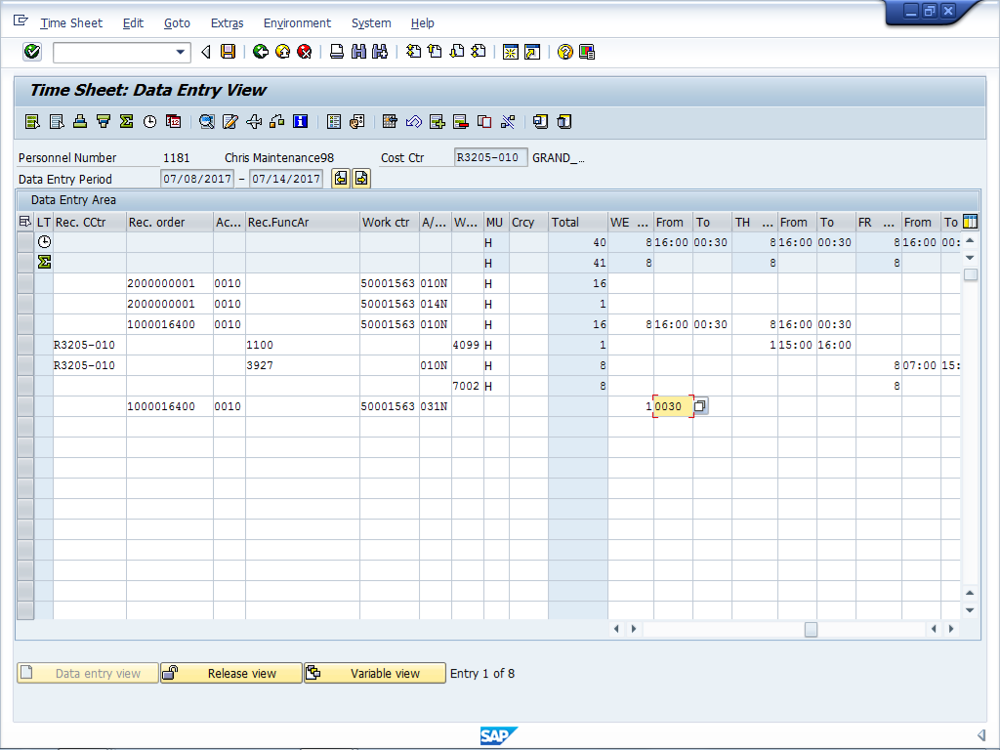 Time Sheet Edit Goto Extras Environment System Help
Time Sheet: Data Entry View
Personnel Number 1181 Chris Maintenance98 Cost Ctr R3205-010 GRAND_...
Data Entry Period 07/08/2017 - 07/14/2017
Data Entry Area
LT Rec. CCtr Rec. order Ac... Rec.FuncAr Work ctr A/... W... MU Crcy Total WE ... From To TH ... From To FR ... From To
H 40 8 16:00 00:30 8 16:00 00:30 8 16:00 00:
H 41 8 8 8
2000000001 0010 50001563 010N H 16
2000000001 0010 50001563 014N H 1
1000016400 0010 50001563 010N H 16 8 16:00 00:30 8 16:00 00:30
R3205-010 1100 4099 H 1 1 15:00 16:00
R3205-010 3927 010N H 8 8 07:00 15:
7002 H 8 8
1000016400 0010 50001563 031N 1 0030
Data entry view Release view Variable view Entry 1 of 8
SAP